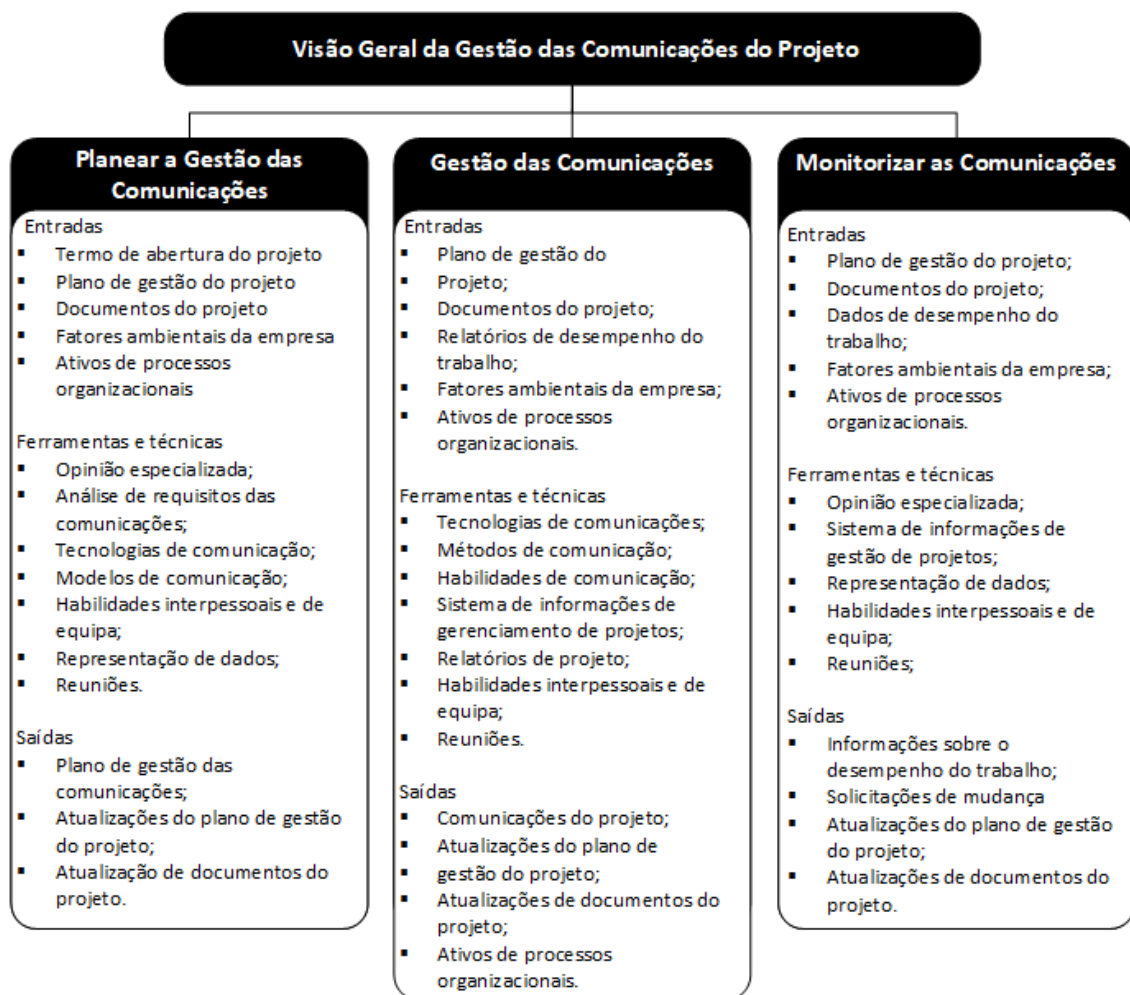 Visão Geral da Gestão das Comunicações do Projeto
Planear a Gestão das
Comunicações
Entradas
▪ Termo de abertura do projeto
▪ Plano de gestão do projeto
▪ Documentos do projeto
▪ Fatores ambientais da empresa
▪ Ativos de processos
organizacionais
Ferramentas e técnicas
▪ Opinião especializada;
▪ Análise de requisitos das
comunicações;
▪ Tecnologias de comunicação;
▪ Modelos de comunicação;
▪ Habilidades interpessoais e de
equipa;
▪ Representação de dados;
▪ Reuniões.
Saídas
▪ Plano de gestão das
comunicações;
▪ Atualizações do plano de gestão
do projeto;
▪ Atualização de documentos do
projeto.
Gestão das Comunicações
Entradas
▪ Plano de gestão do
▪ Projeto;
▪ Documentos do projeto;
▪ Relatórios de desempenho do
trabalho;
▪ Fatores ambientais da empresa;
▪ Ativos de processos
organizacionais.
Ferramentas e técnicas
▪ Tecnologias de comunicações;
▪ Métodos de comunicação;
▪ Habilidades de comunicação;
▪ Sistema de informações de
gerenciamento de projetos;
▪ Relatórios de projeto;
▪ Habilidades interpessoais e de
equipa;
▪ Reuniões.
Saídas
▪ Comunicações do projeto;
▪ Atualizações do plano de
▪ gestão do projeto;
▪ Atualizações de documentos do
projeto;
▪ Ativos de processos
organizacionais.
Monitorizar as Comunicações
Entradas
▪ Plano de gestão do projeto;
▪ Documentos do projeto;
▪ Dados de desempenho do
trabalho;
▪ Fatores ambientais da empresa;
▪ Ativos de processos
organizacionais.
Ferramentas e técnicas
▪ Opinião especializada;
▪ Sistema de informações de
gestão de projetos;
▪ Representação de dados;
▪ Habilidades interpessoais e de
equipa;
▪ Reuniões;
Saídas
▪ Informações sobre o
desempenho do trabalho;
▪ Solicitações de mudança
▪ Atualizações do plano de gestão
do projeto;
▪ Atualizações de documentos do
projeto.